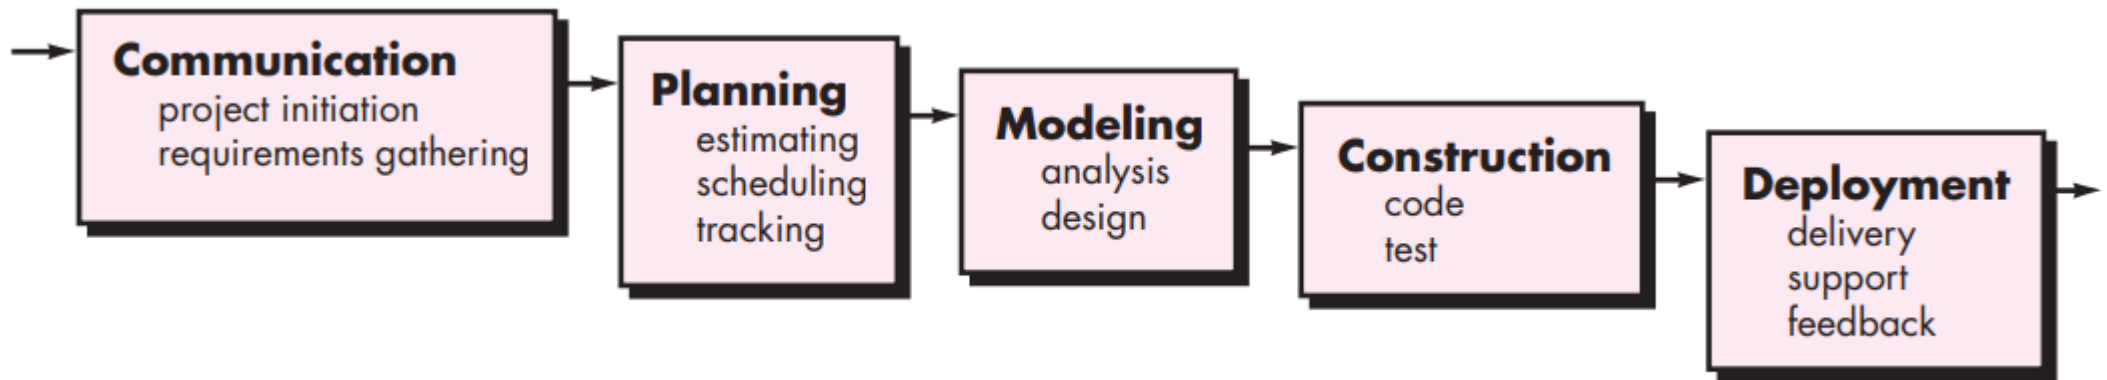 Communication
project initiation
requirements gathering
Planning
estimating
scheduling
tracking
Modeling
analysis
design
Construction
code
test
Deployment
delivery
support
feedback